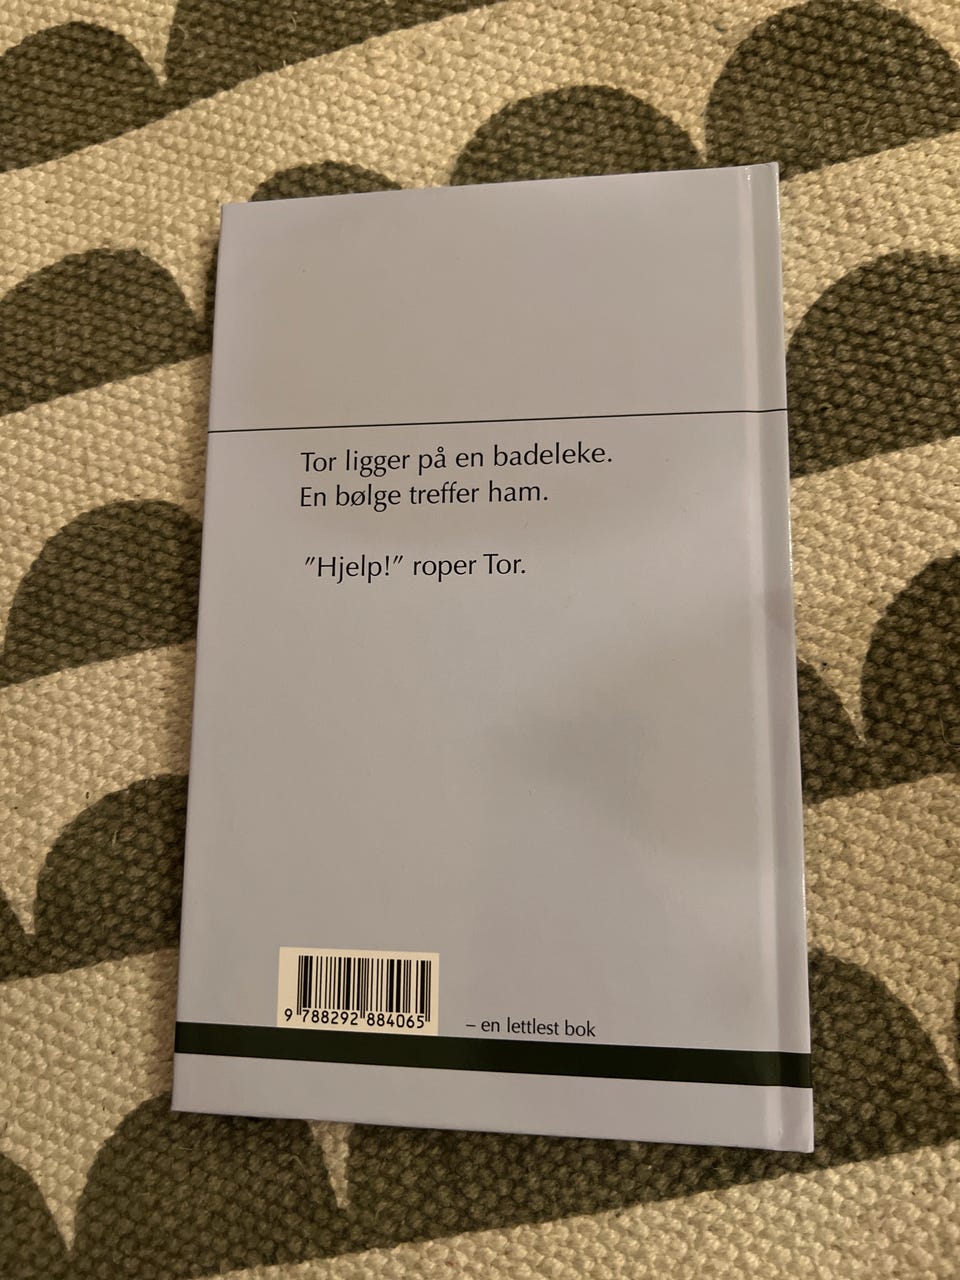 Tor ligger på en badeleke.
En bølge treffer ham.
"Hjelp!" roper Tor.
9 788292 884065
– en lettlest bok